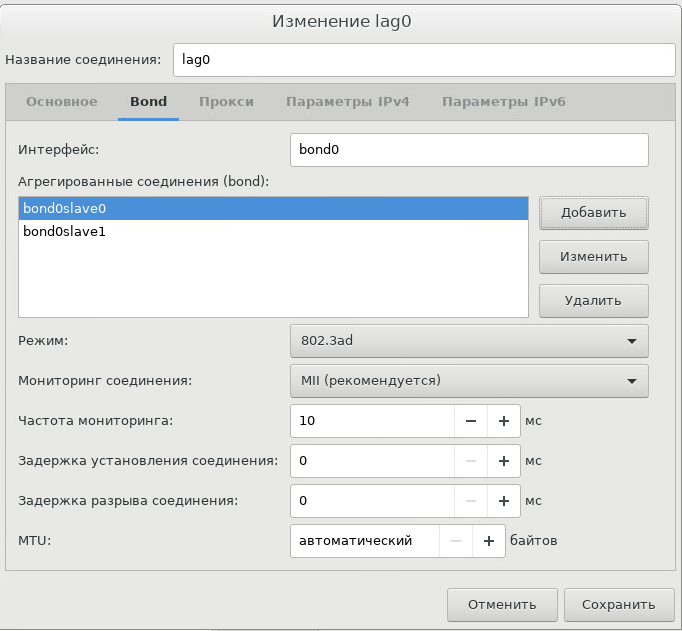 Изменение lag0
Название соединения: lag0
Основное Bond Прокси Параметры IPv4 Параметры IPv6
Интерфейс: bond0
Агрегированные соединения (bond):
bond0slave0
bond0slave1
Добавить
Изменить
Удалить
Режим: 802.3ad
Мониторинг соединения: MII (рекомендуется)
Частота мониторинга: 10 мс
Задержка установления соединения: 0 мс
Задержка разрыва соединения: 0 мс
MTU: автоматический байтов
Отменить Сохранить